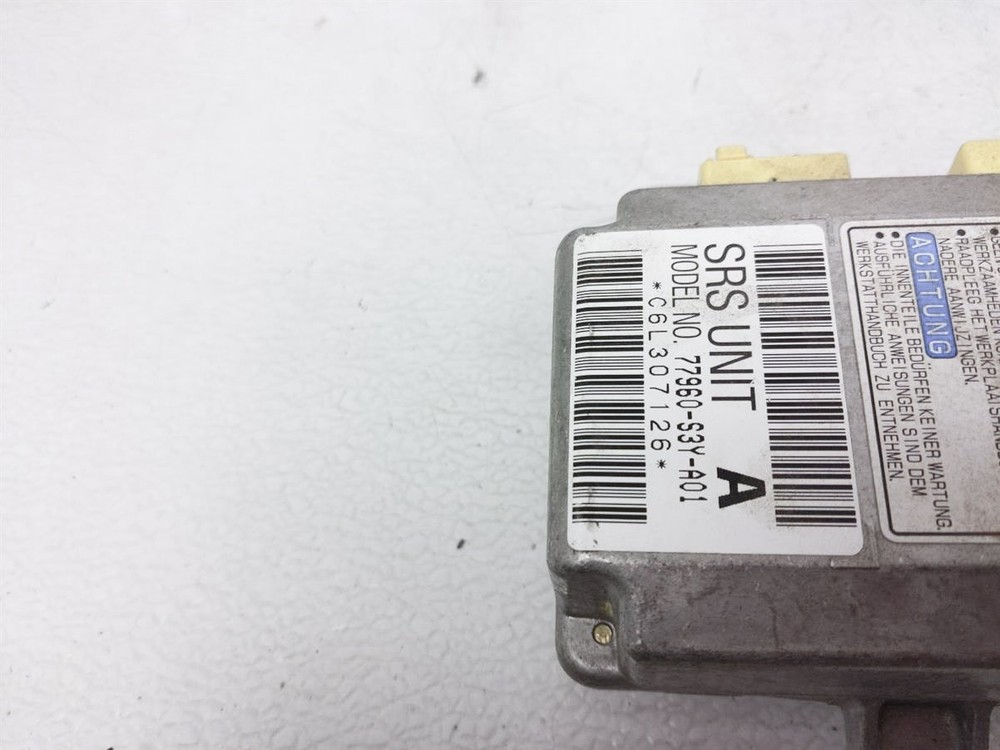 SRS UNIT A
MODEL NO. 77960-S3Y-A01
*C6L307126*
RAADPLEEG HET WERKPLAATSHAND
NADERE AANWIJZINGEN.
ACHTUNG
• DIE INNENTEILE BEDÜRFEN KEINER WARTUNG.
• AUSFÜHRLICHE ANWEISUNGEN SIND DEM
WERKSTATTHANDBUCH ZU ENTNEHMEN.